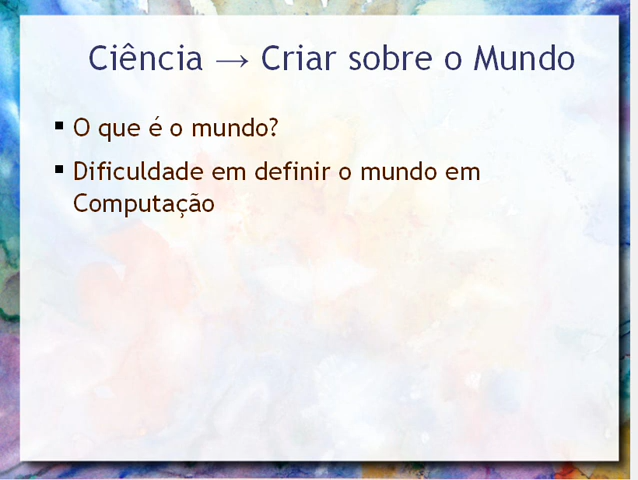 Ciência → Criar sobre o Mundo
▪ O que é o mundo?
▪ Dificuldade em definir o mundo em
Computação